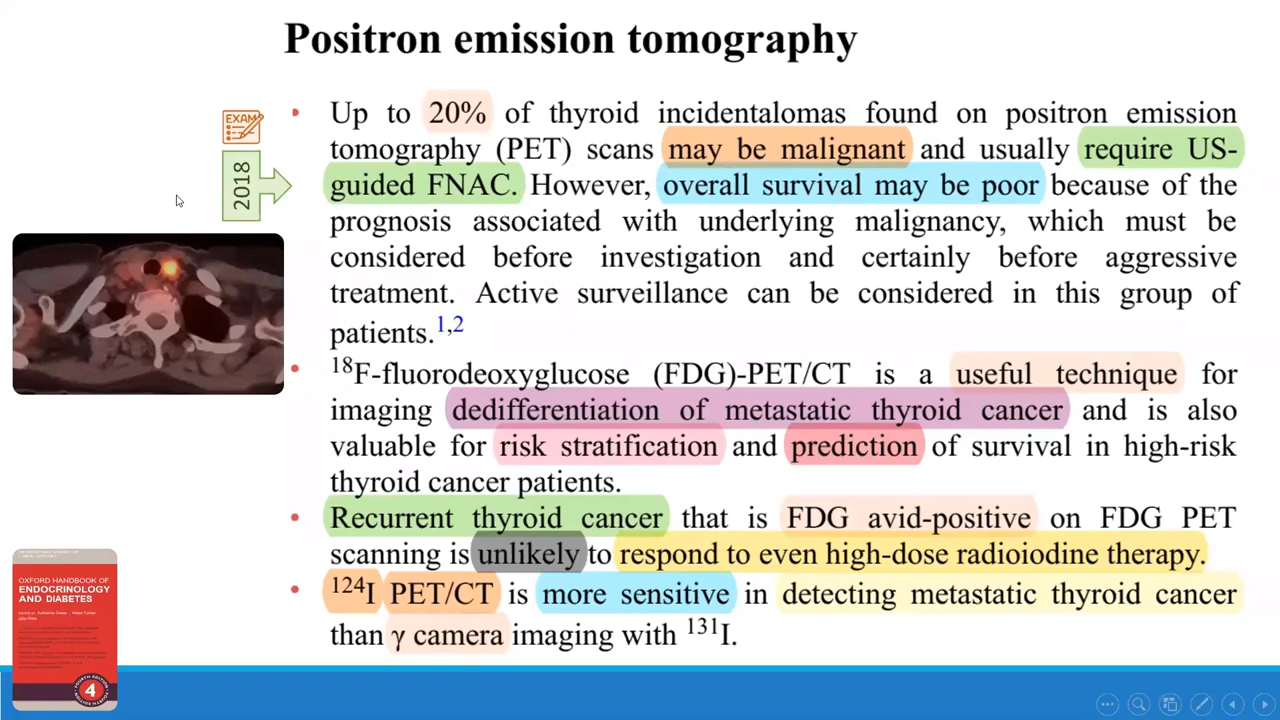 Positron emission tomography
EXAM
2018
• Up to 20% of thyroid incidentalomas found on positron emission
tomography (PET) scans may be malignant and usually require US-
guided FNAC. However, overall survival may be poor because of the
prognosis associated with underlying malignancy, which must be
considered before investigation and certainly before aggressive
treatment. Active surveillance can be considered in this group of
patients.1,2
• 18F-fluorodeoxyglucose (FDG)-PET/CT is a useful technique for
imaging dedifferentiation of metastatic thyroid cancer and is also
valuable for risk stratification and prediction of survival in high-risk
thyroid cancer patients.
• Recurrent thyroid cancer that is FDG avid-positive on FDG PET
scanning is unlikely to respond to even high-dose radioiodine therapy.
• 124I PET/CT is more sensitive in detecting metastatic thyroid cancer
than γ camera imaging with 131I.
OXFORD HANDBOOK OF
ENDOCRINOLOGY
AND DIABETES
4